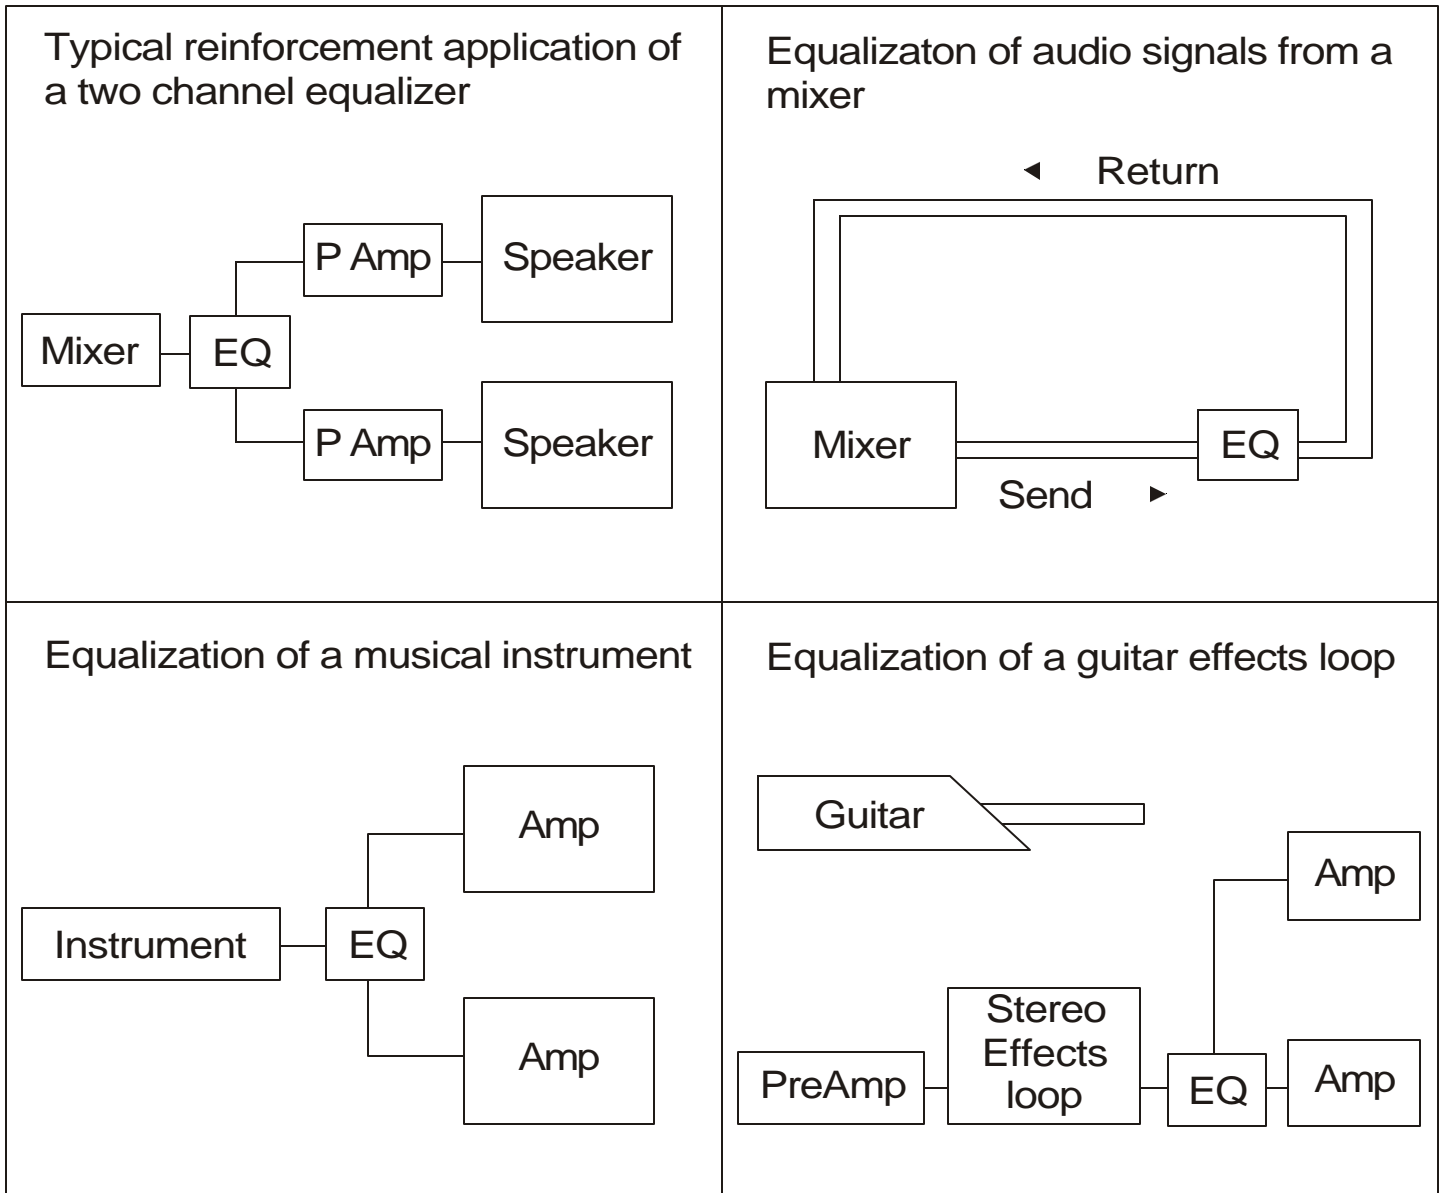 Typical reinforcement application of
a two channel equalizer
P Amp
Speaker
Mixer
EQ
P Amp
Speaker
Equalizaton of audio signals from a
mixer
Return
Mixer
EQ
Send
Equalization of a musical instrument
Amp
Instrument
EQ
Amp
Equalization of a guitar effects loop
Guitar
Amp
Stereo
Effects
loop
PreAmp
EQ
Amp